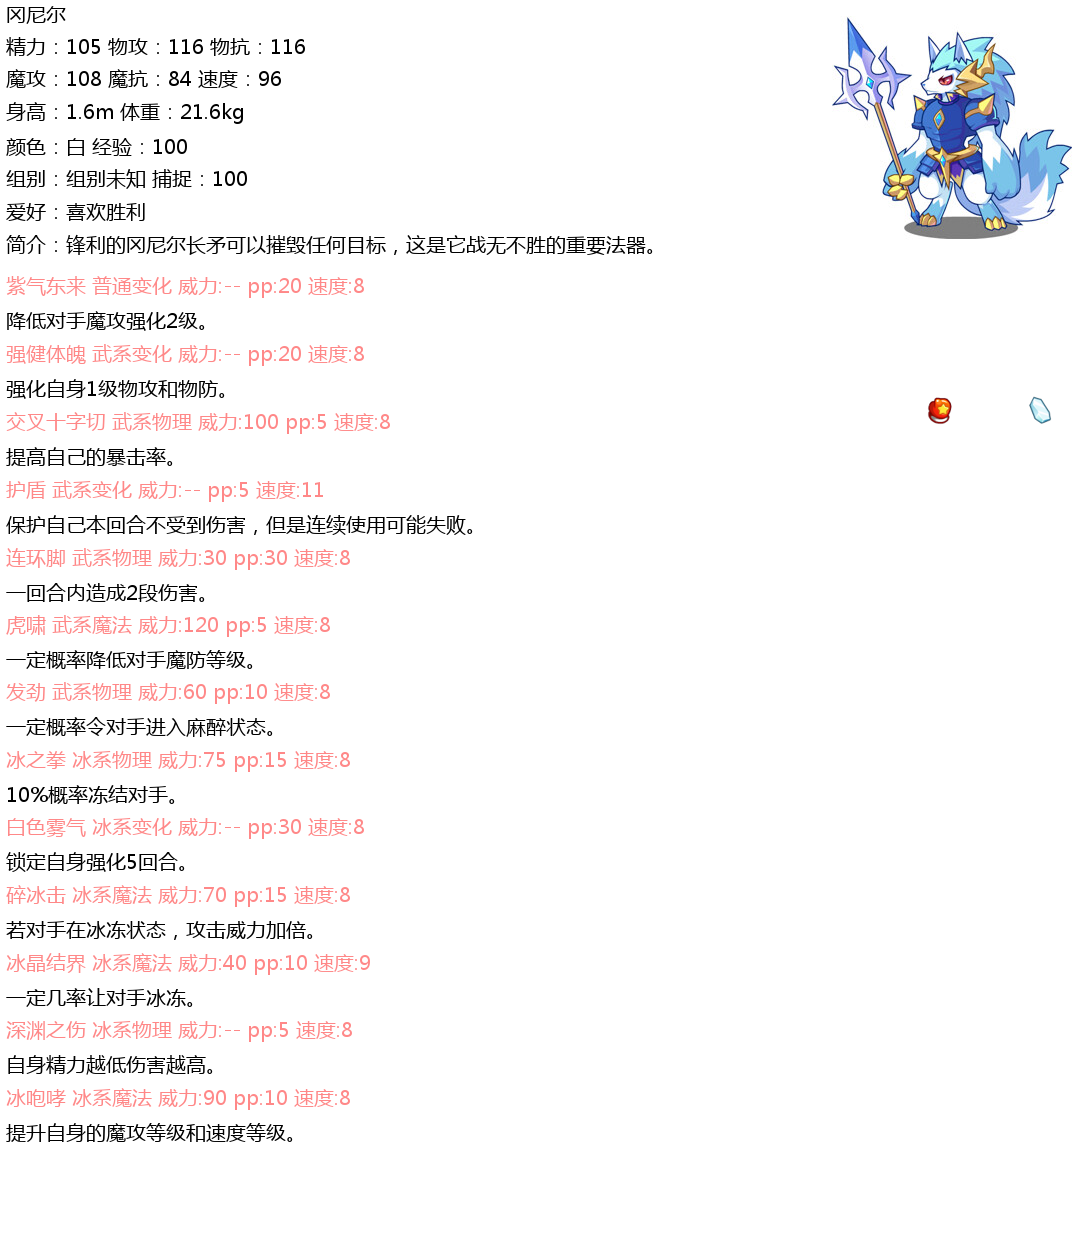 冈尼尔
精力：105 物攻：116 物抗：116
魔攻：108 魔抗：84 速度：96
身高：1.6m 体重：21.6kg
颜色：白 经验：100
组别：组别未知 捕捉：100
爱好：喜欢胜利
简介：锋利的冈尼尔长矛可以摧毁任何目标，这是它战无不胜的重要法器。
紫气东来 普通变化 威力:-- pp:20 速度:8
降低对手魔攻强化2级。
强健体魄 武系变化 威力:-- pp:20 速度:8
强化自身1级物攻和物防。
交叉十字切 武系物理 威力:100 pp:5 速度:8
提高自己的暴击率。
护盾 武系变化 威力:-- pp:5 速度:11
保护自己本回合不受到伤害，但是连续使用可能失败。
连环脚 武系物理 威力:30 pp:30 速度:8
一回合内造成2段伤害。
虎啸 武系魔法 威力:120 pp:5 速度:8
一定概率降低对手魔防等级。
发劲 武系物理 威力:60 pp:10 速度:8
一定概率令对手进入麻醉状态。
冰之拳 冰系物理 威力:75 pp:15 速度:8
10%概率冻结对手。
白色雾气 冰系变化 威力:-- pp:30 速度:8
锁定自身强化5回合。
碎冰击 冰系魔法 威力:70 pp:15 速度:8
若对手在冰冻状态，攻击威力加倍。
冰晶结界 冰系魔法 威力:40 pp:10 速度:9
一定几率让对手冰冻。
深渊之伤 冰系物理 威力:-- pp:5 速度:8
自身精力越低伤害越高。
冰咆哮 冰系魔法 威力:90 pp:10 速度:8
提升自身的魔攻等级和速度等级。